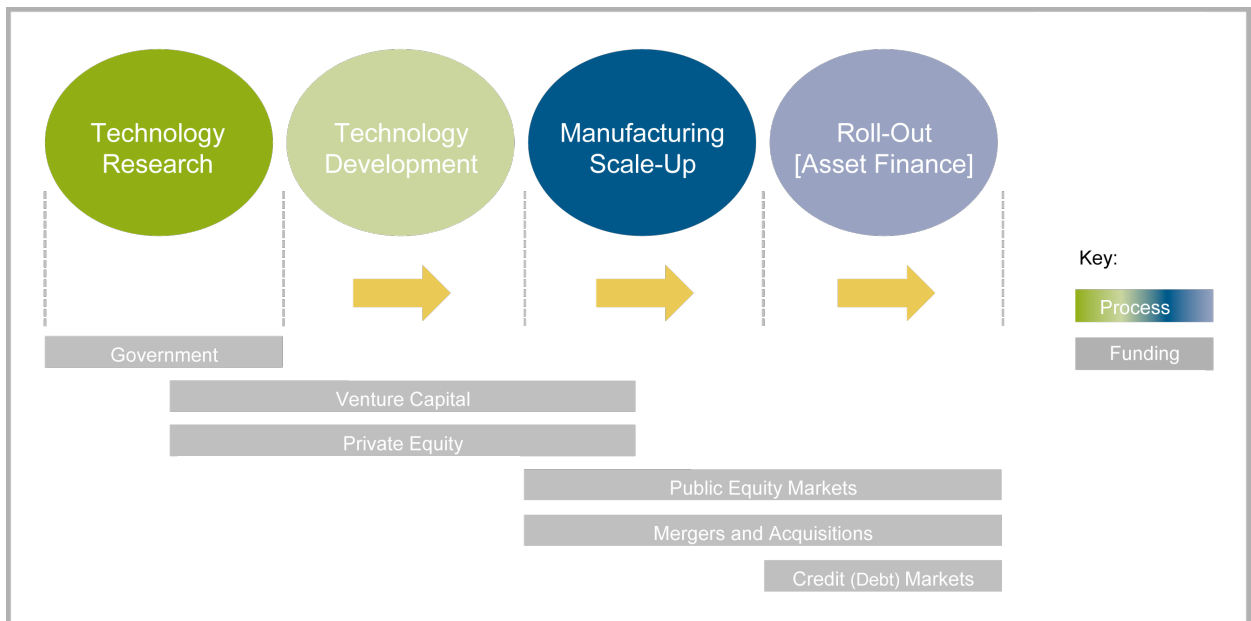 Technology
Research
Technology
Development
Manufacturing
Scale-Up
Roll-Out
[Asset Finance]
Key:
Process
Funding
Government
Venture Capital
Private Equity
Public Equity Markets
Mergers and Acquisitions
Credit (Debt) Markets